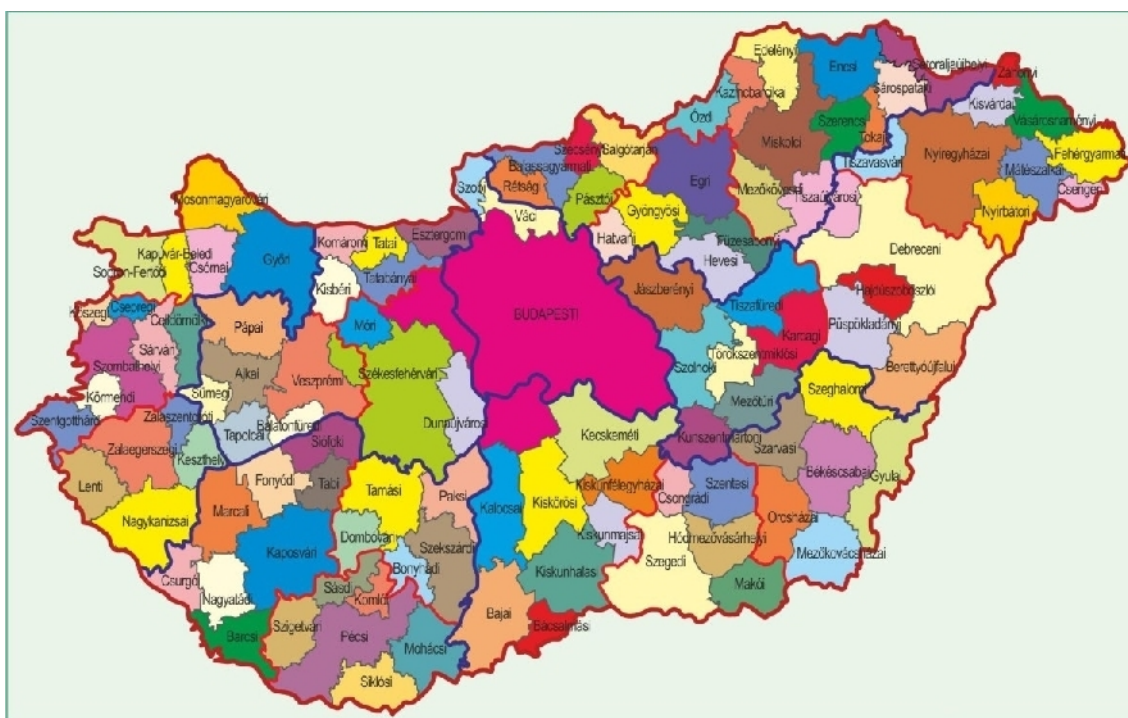 Edelényi
Encsi
Sátoraljaújhelyi
Záhonyi
Kazincbarcikai
Sárospataki
Kisvárdai
Ózdi
Szerencsi
Vásárosnaményi
Miskolci
Tokaji
Szécsényi
Salgótarjáni
Balassagyarmati
Tiszavasvári
Nyíregyházai
Fehérgyarmati
Mátészalkai
Szobi
Rétsági
Pásztói
Egri
Mezőkövesdi
Tiszaújvárosi
Csengeri
Mosonmagyaróvári
Váci
Gyöngyösi
Nyírbátori
Esztergomi
Hatvani
Füzesabonyi
Kapuvár-Beledi
Komáromi
Tatai
Hevesi
Debreceni
Sopron-Fertődi
Csornai
Győri
Tatabányai
Kisbéri
Jászberényi
Hajdúszoboszlói
Kőszegi
Csepregi
Móri
BUDAPESTI
Tiszafüredi
Karcagi
Püspökladányi
Celldömölki
Pápai
Sárvári
Szombathelyi
Ajkai
Székesfehérvári
Törökszentmiklósi
Szolnoki
Berettyóújfalui
Körmendi
Sümegi
Veszprémi
Szeghalomi
Szentgotthárdi
Zalaszentgróti
Balatonfüredi
Mezőtúri
Tapolcai
Dunaújvárosi
Zalaegerszegi
Siófoki
Kecskeméti
Kunszentmártoni
Szarvasi
Keszthelyi
Békéscsabai
Gyulai
Lenti
Fonyódi
Tabi
Tamási
Paksi
Kiskunfélegyházai
Csongrádi
Szentesi
Nagykanizsai
Marcali
Kalocsai
Kiskőrösi
Orosházai
Dombóvári
Szekszárdi
Kiskunmajsai
Hódmezővásárhelyi
Mezőkovácsházai
Kaposvári
Csurgói
Bonyhádi
Szegedi
Kiskunhalasi
Makói
Sásdi
Komlói
Nagyatádi
Bajai
Bácsalmási
Barcsi
Szigetvári
Pécsi
Mohácsi
Siklósi